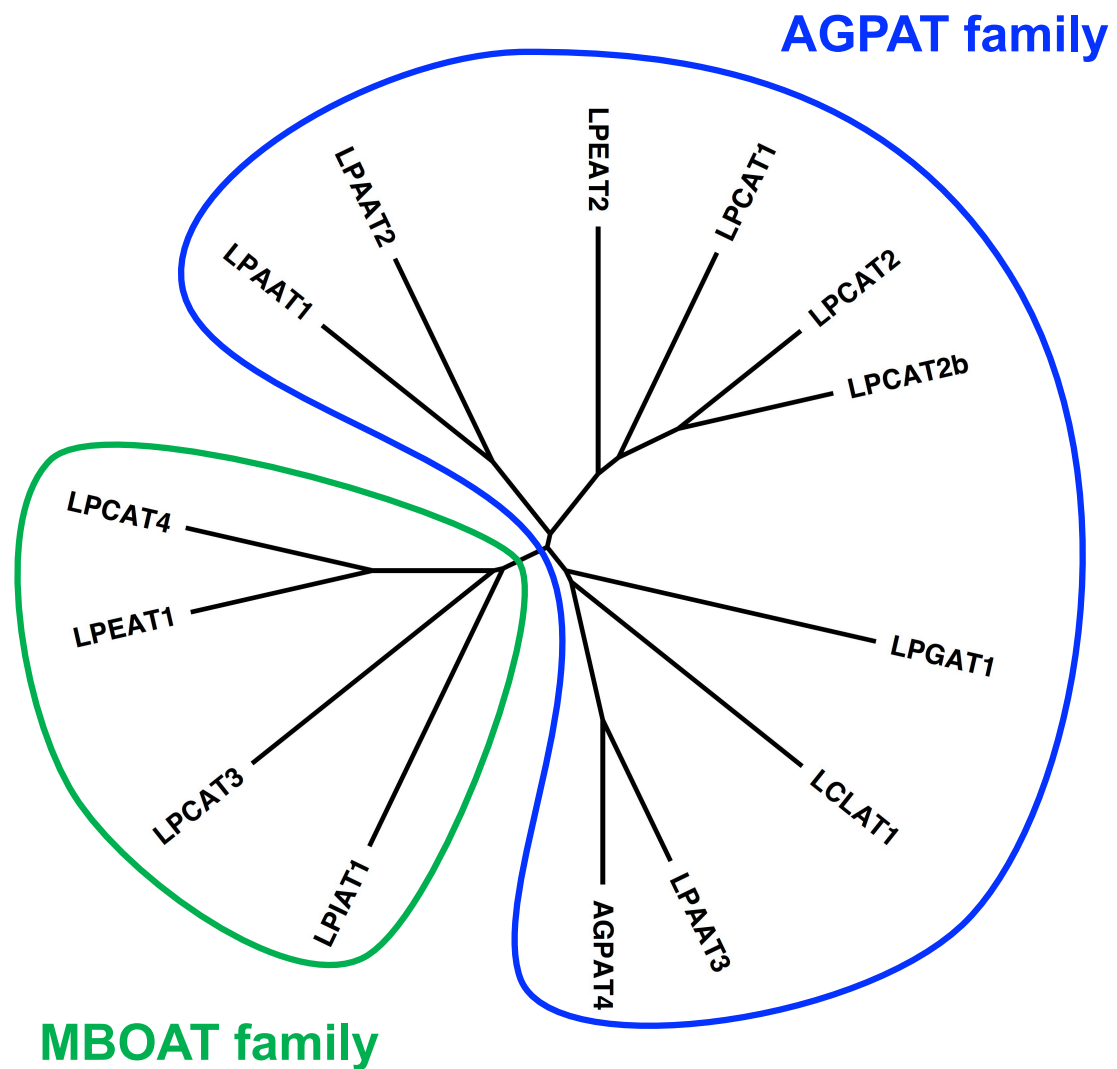 AGPAT family
LPEAT2
LPCAT1
LPAAT2
LPCAT2
LPAAT1
LPCAT2b
LPCAT4
LPEAT1
LPGAT1
LPCAT3
LCLAT1
LPIAT1
LPAAT3
AGPAT4
MBOAT family